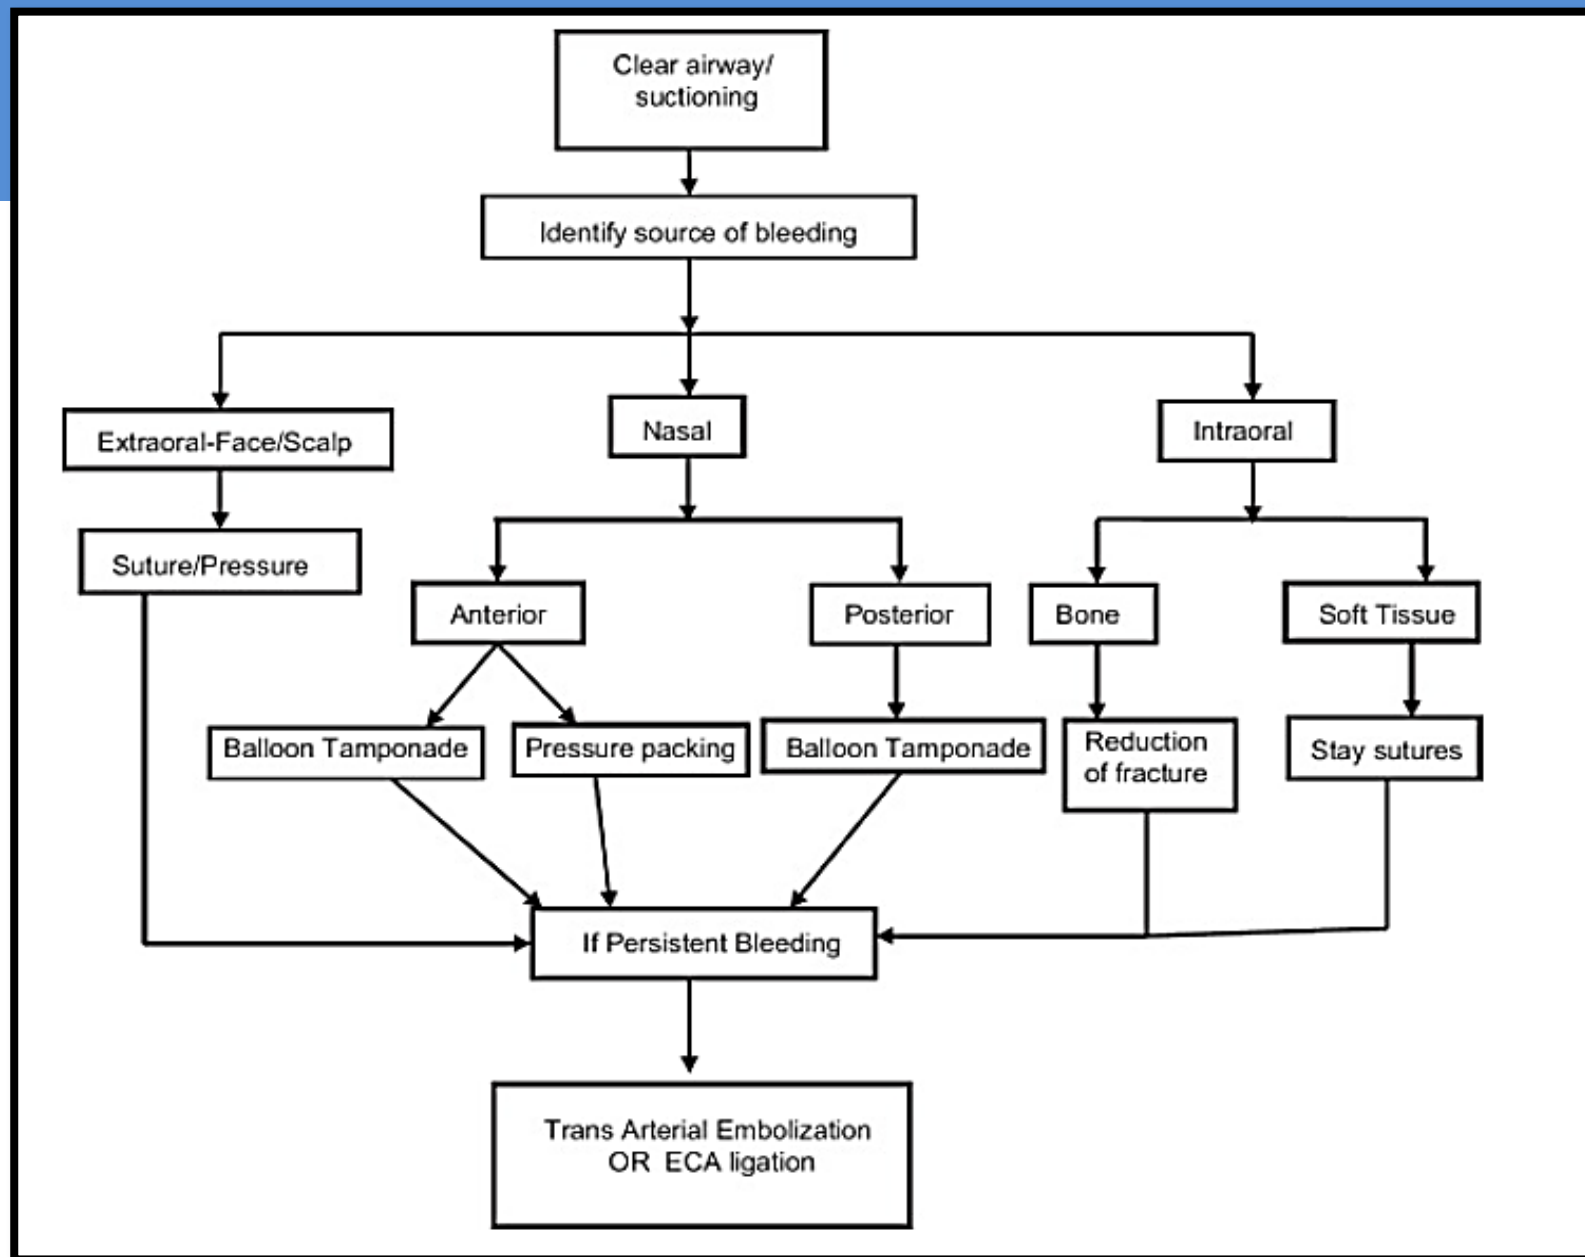 Clear airway/
suctioning
Identify source of bleeding
Extraoral-Face/Scalp
Nasal
Intraoral
Suture/Pressure
Anterior
Posterior
Bone
Soft Tissue
Balloon Tamponade
Pressure packing
Balloon Tamponade
Reduction
of fracture
Stay sutures
If Persistent Bleeding
Trans Arterial Embolization
OR ECA ligation